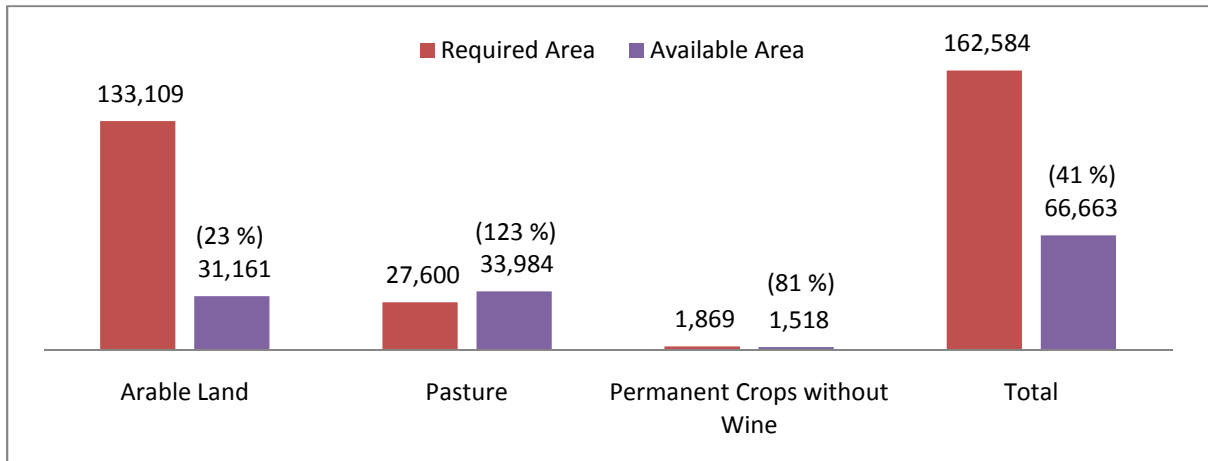 Required Area
Available Area
133,109
(23 %)
31,161
27,600
(123 %)
33,984
1,869
(81 %)
1,518
162,584
(41 %)
66,663
Arable Land
Pasture
Permanent Crops without
Wine
Total